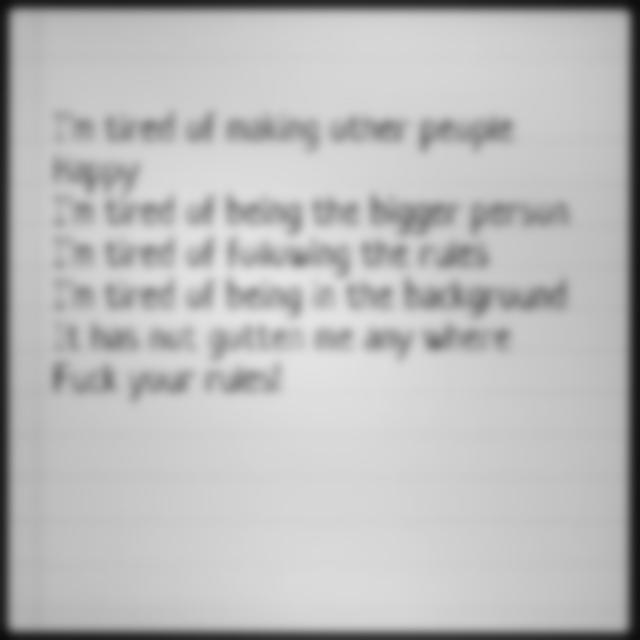 I'm tired of making other people
Happy
I'm tired of being the bigger person
I'm tired of following the rules
I'm tired of being in the background
It has not gotten me any where
Fuck your rules!